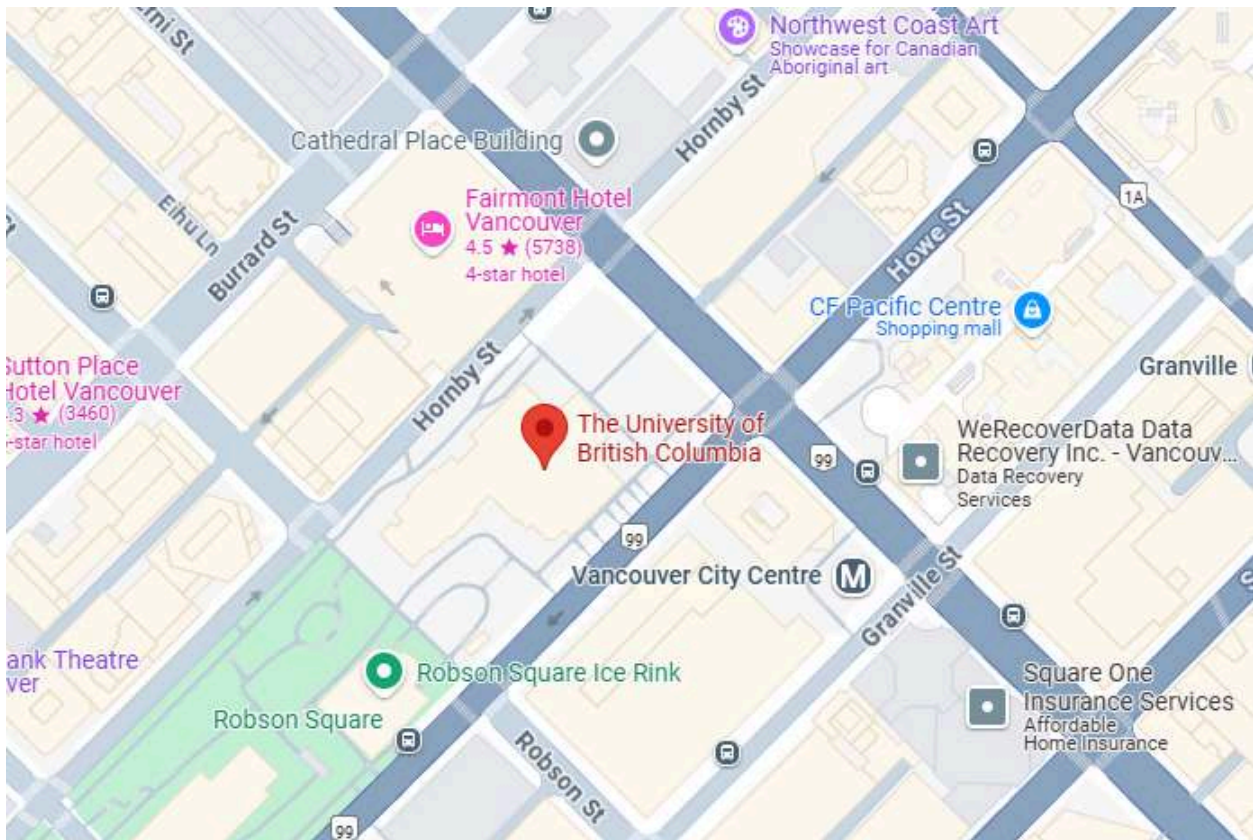 Northwest Coast Art
Showcase for Canadian
Aboriginal art
Hornby St
Cathedral Place Building
1A
Fairmont Hotel
Vancouver
4.5 ★ (5738)
4-star hotel
Elhu Ln
Burrard St
Howe St
CF Pacific Centre
Shopping mall
Sutton Place
Hotel Vancouver
.3 ★ (3460)
-star hotel
Hornby St
Granville
The University of
British Columbia
99
WeRecoverData Data
Recovery Inc. - Vancouv...
Data Recovery
Services
99
Vancouver City Centre
M
Granville St
ank Theatre
ver
Robson Square Ice Rink
Robson Square
Square One
Insurance Services
Affordable
Home Insurance
Robson St
99